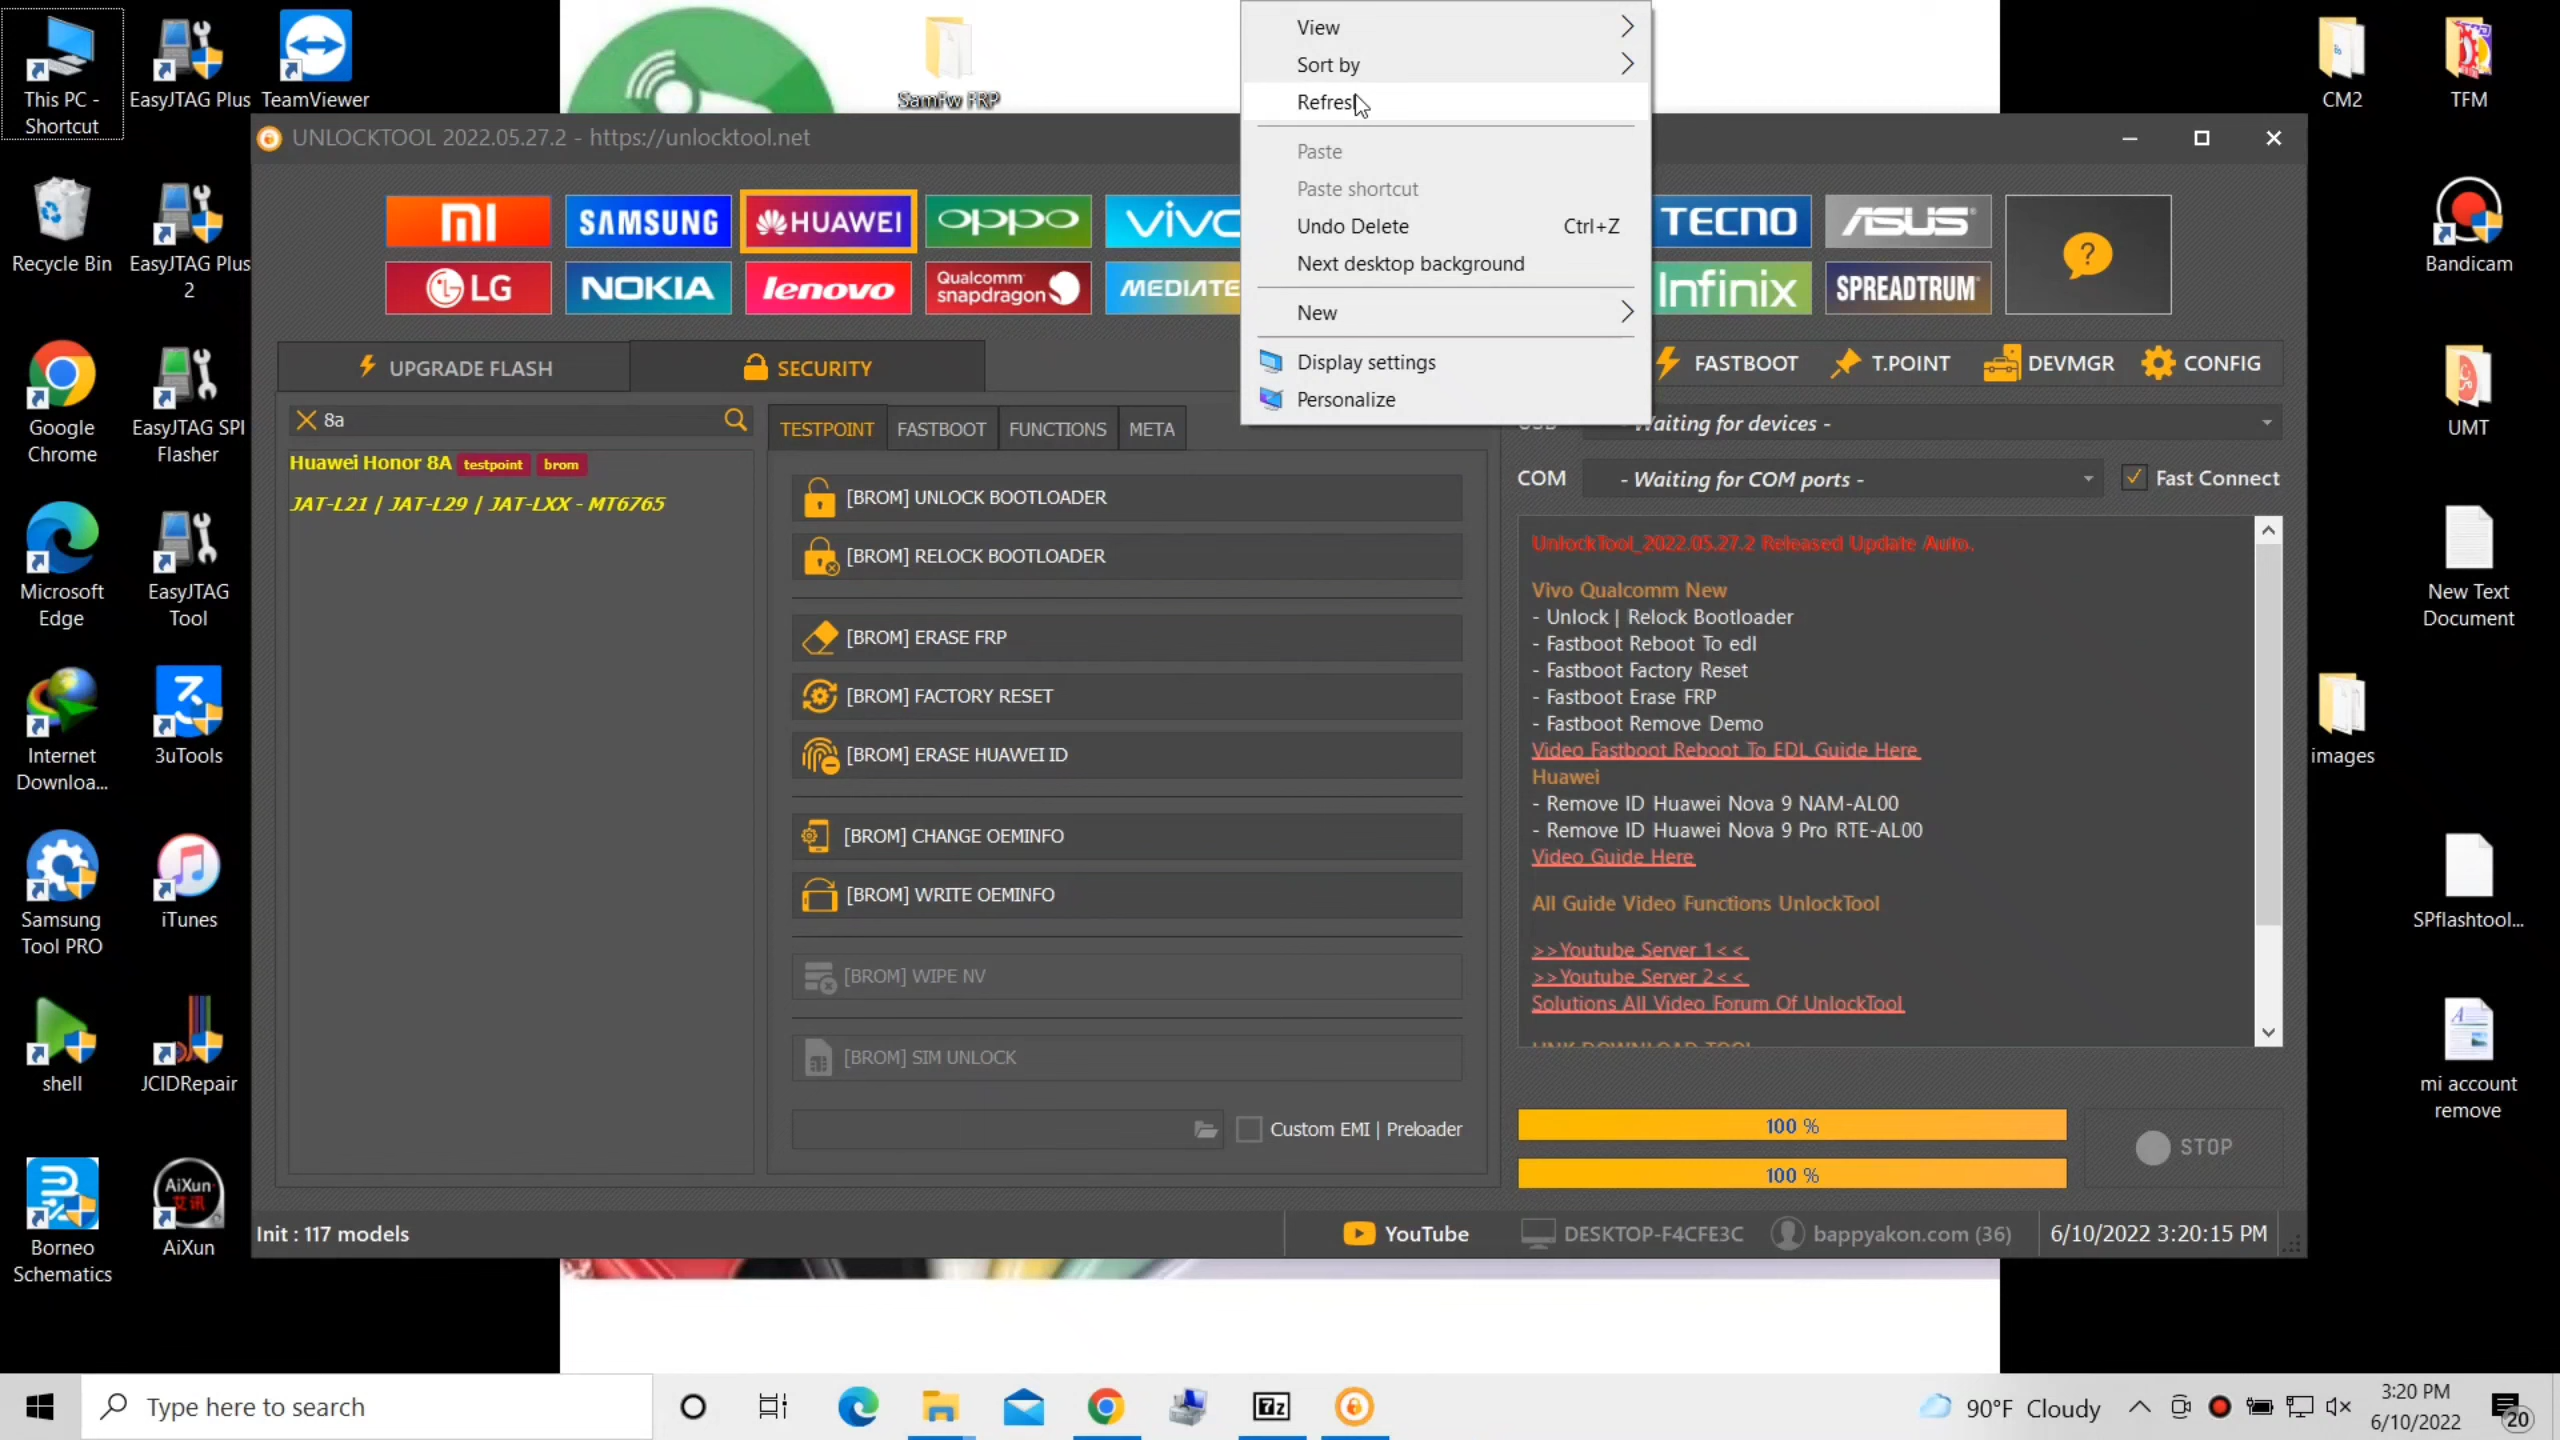 This PC -
Shortcut
EasyJTAG Plus
TeamViewer
SamFw FRP
CM2
TFM
Recycle Bin
EasyJTAG Plus
2
Bandicam
Google
Chrome
EasyJTAG SPI
Flasher
UMT
Microsoft
Edge
EasyJTAG
Tool
New Text
Document
Internet
Downloa...
3uTools
images
Samsung
Tool PRO
iTunes
SPflashtool...
shell
JCIDRepair
mi account
remove
Borneo
Schematics
AiXun
AiXun
艾讯
UNLOCKTOOL 2022.05.27.2 - https://unlocktool.net
mi
SAMSUNG
HUAWEI
oppo
TECNO
ASUS
LG
NOKIA
lenovo
Qualcomm
snapdragon
Infinix
SPREADTRUM
?
View
Sort by
Refresh
Paste
Paste shortcut
Undo Delete Ctrl+Z
Next desktop background
New
Display settings
Personalize
UPGRADE FLASH
SECURITY
FASTBOOT
T.POINT
DEVMGR
CONFIG
8a
Huawei Honor 8A testpoint brom
JAT-L21 | JAT-L29 | JAT-LXX - MT6765
TESTPOINT
FASTBOOT
FUNCTIONS
META
[BROM] UNLOCK BOOTLOADER
[BROM] RELOCK BOOTLOADER
[BROM] ERASE FRP
[BROM] FACTORY RESET
[BROM] ERASE HUAWEI ID
[BROM] CHANGE OEMINFO
[BROM] WRITE OEMINFO
[BROM] WIPE NV
[BROM] SIM UNLOCK
Custom EMI | Preloader
- Waiting for devices -
COM - Waiting for COM ports - Fast Connect
UnlockTool_2022.05.27.2 Released Update Auto.
Vivo Qualcomm New
- Unlock | Relock Bootloader
- Fastboot Reboot To edl
- Fastboot Factory Reset
- Fastboot Erase FRP
- Fastboot Remove Demo
Video Fastboot Reboot To EDL Guide Here
Huawei
- Remove ID Huawei Nova 9 NAM-AL00
- Remove ID Huawei Nova 9 Pro RTE-AL00
Video Guide Here
All Guide Video Functions UnlockTool
>>Youtube Server 1<<
>>Youtube Server 2<<
Solutions All Video Forum Of UnlockTool
LINK DOWNLOAD TOOL
100 %
100 %
STOP
Init : 117 models
YouTube
DESKTOP-F4CFE3C
bappyakon.com (36)
6/10/2022 3:20:15 PM
Type here to search
7z
90°F Cloudy
3:20 PM
6/10/2022
20